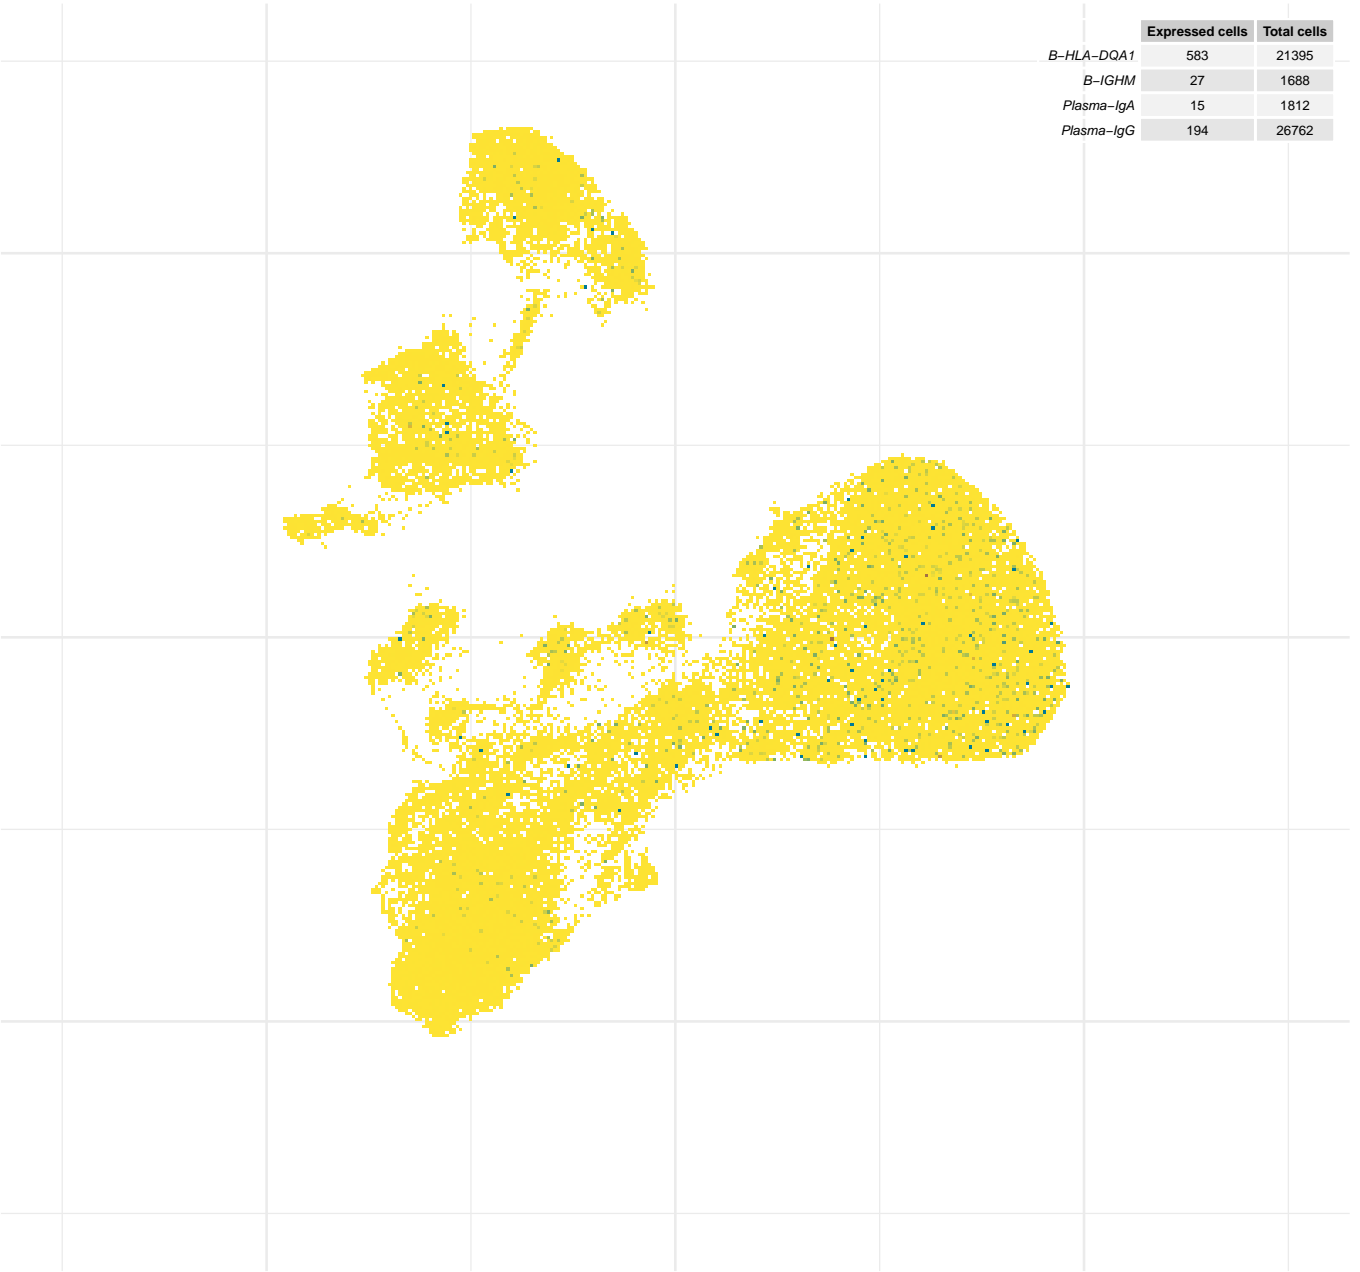 Expressed cells Total cells
B−HLA−DQA1 583 21395
B−IGHM 27 1688
Plasma−IgA 15 1812
Plasma−IgG 194 26762